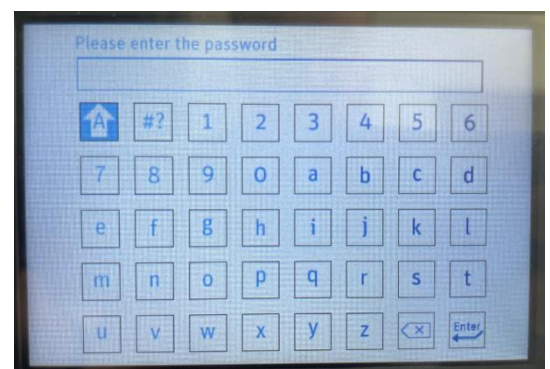 Please enter the password
A #? 1 2 3 4 5 6
7 8 9 0 a b c d
e f g h i j k l
m n o p q r s t
u v w x y z Enter